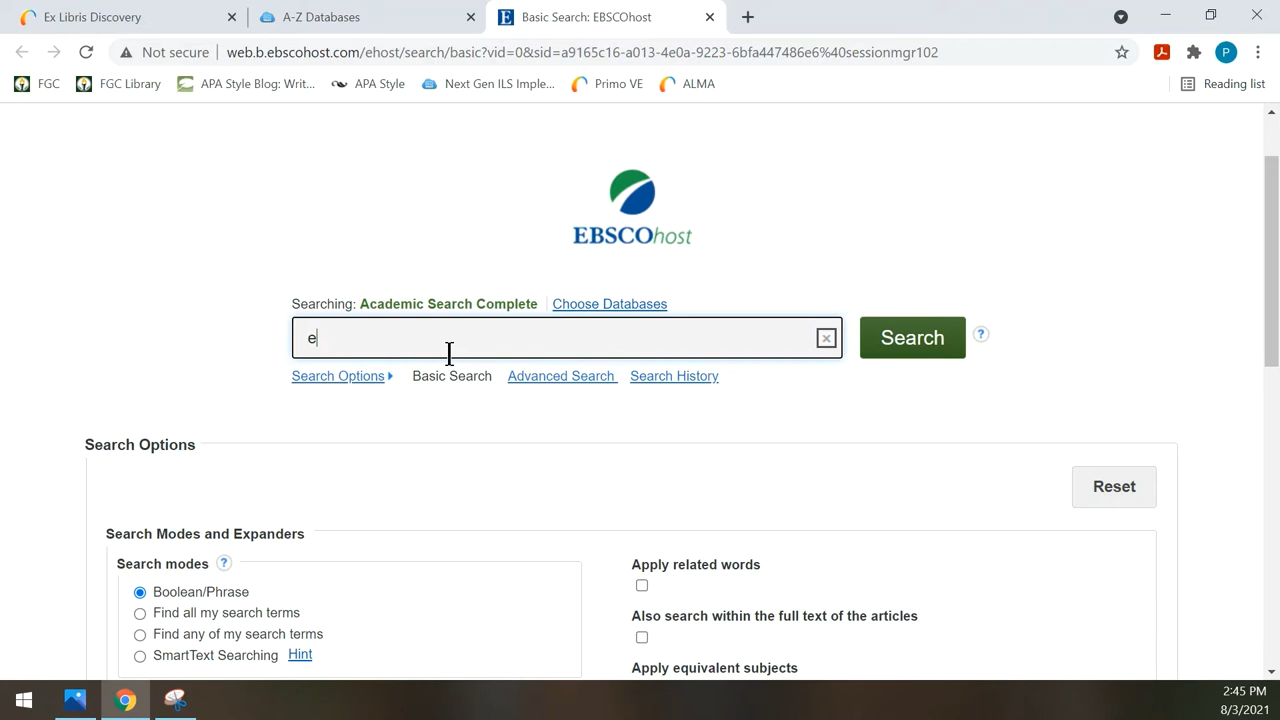 Ex Libris Discovery
A-Z Databases
Basic Search: EBSCOhost
Not secure
web.b.ebscohost.com/ehost/search/basic?vid=0&sid=a9165c16-a013-4e0a-9223-6bfa447486e6%40sessionmgr102
P
FGC
FGC Library
APA Style Blog: Writ...
APA Style
Next Gen ILS Imple...
Primo VE
ALMA
Reading list
EBSCOhost
Searching: Academic Search Complete
Choose Databases
e
Search
?
Search Options
Basic Search
Advanced Search
Search History
Search Options
Reset
Search Modes and Expanders
Search modes ?
Boolean/Phrase
Find all my search terms
Find any of my search terms
SmartText Searching Hint
Apply related words
Also search within the full text of the articles
Apply equivalent subjects
2:45 PM
8/3/2021